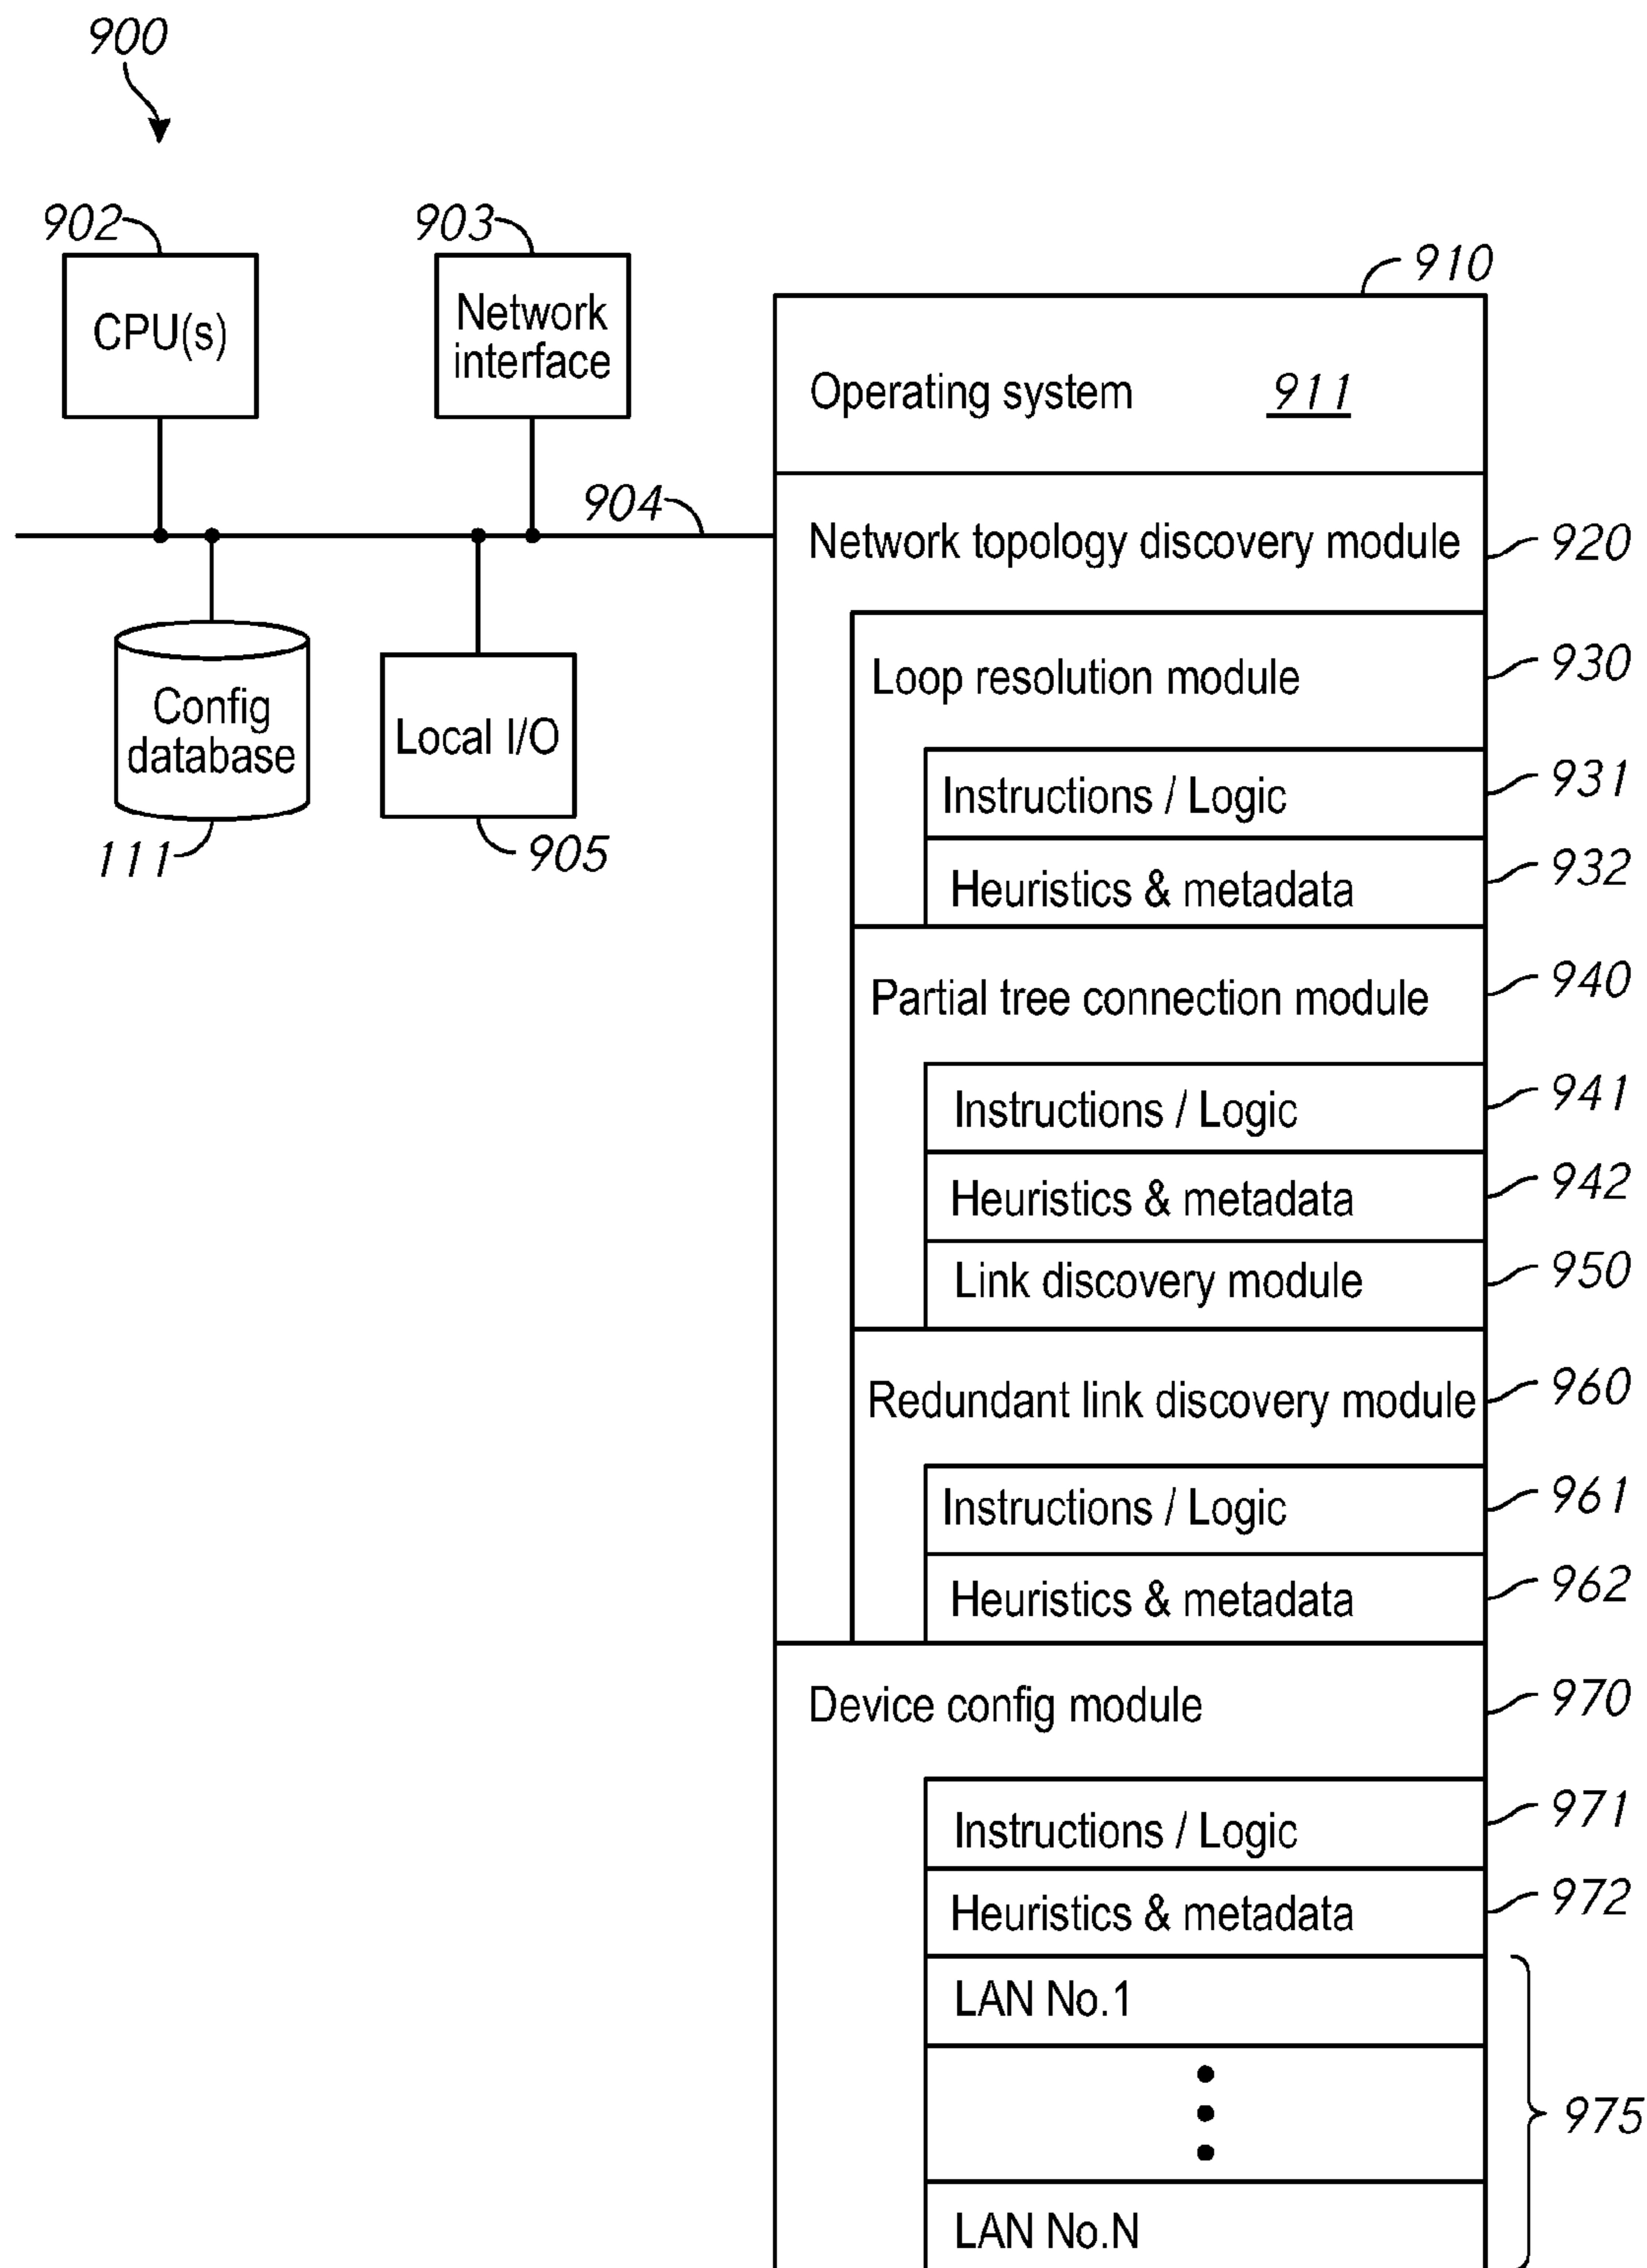 900
902
903
CPU(s)
Network
interface
904
910
Operating system 911
Network topology discovery module 920
Config
database
111
Local I/O
905
Loop resolution module 930
Instructions / Logic 931
Heuristics & metadata 932
Partial tree connection module 940
Instructions / Logic 941
Heuristics & metadata 942
Link discovery module 950
Redundant link discovery module 960
Instructions / Logic 961
Heuristics & metadata 962
Device config module 970
Instructions / Logic 971
Heuristics & metadata 972
LAN No.1
975
LAN No.N